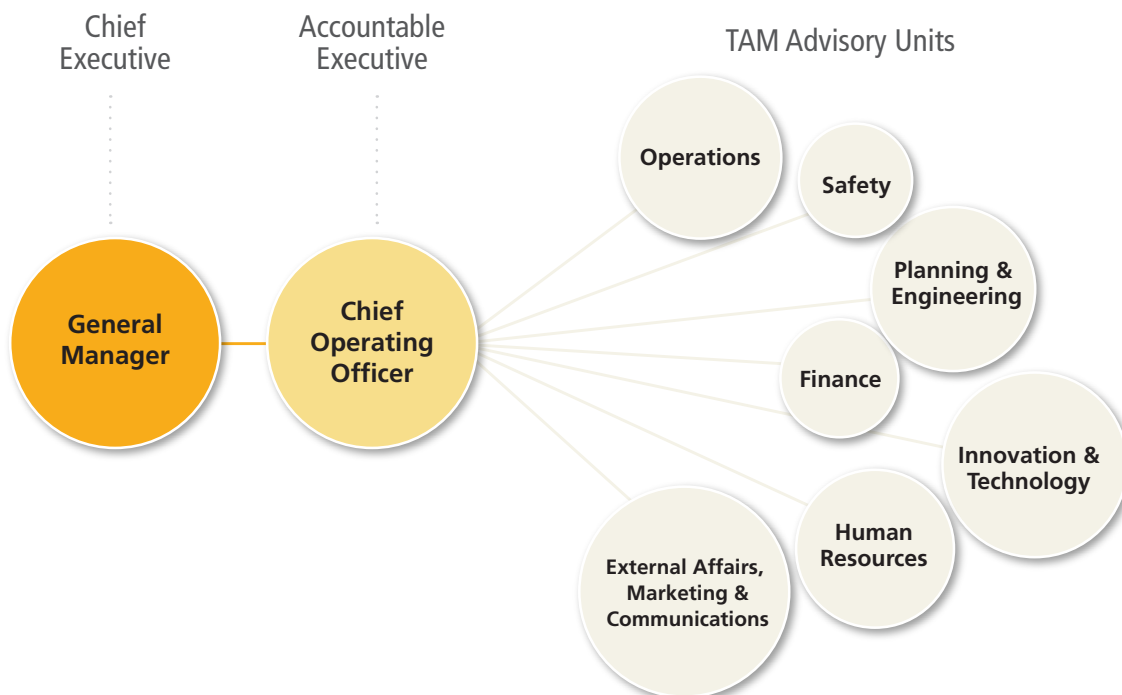 Chief
Executive
Accountable
Executive
TAM Advisory Units
General
Manager
Chief
Operating
Officer
Operations
Safety
Planning &
Engineering
Finance
Innovation &
Technology
Human
Resources
External Affairs,
Marketing &
Communications